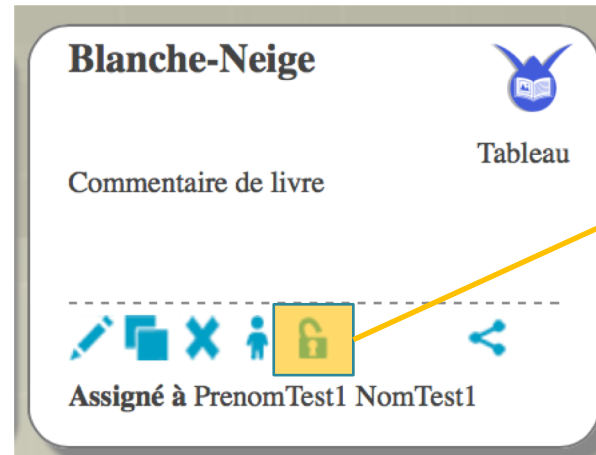 Blanche-Neige
Tableau
Commentaire de livre
Assigné à PrenomTest1 NomTest1